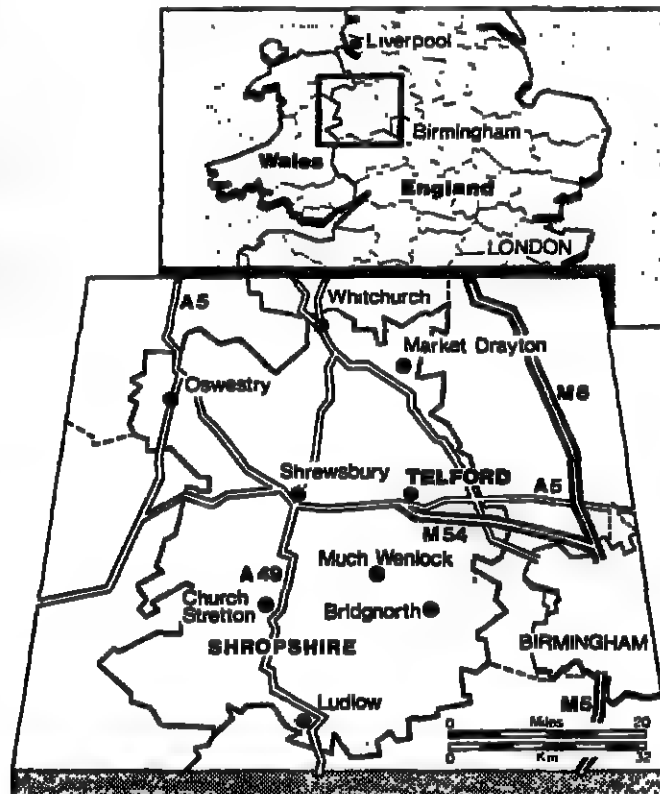 Liverpool
Birmingham
Wales
England
LONDON
A5
Whitchurch
Market Drayton
Oswestry
M6
Shrewsbury
TELFORD
A5
M54
Much Wenlock
A49
Church
Stretton
Bridgnorth
SHROPSHIRE
BIRMINGHAM
Ludlow
M5
0 Miles 20
0 Km 32